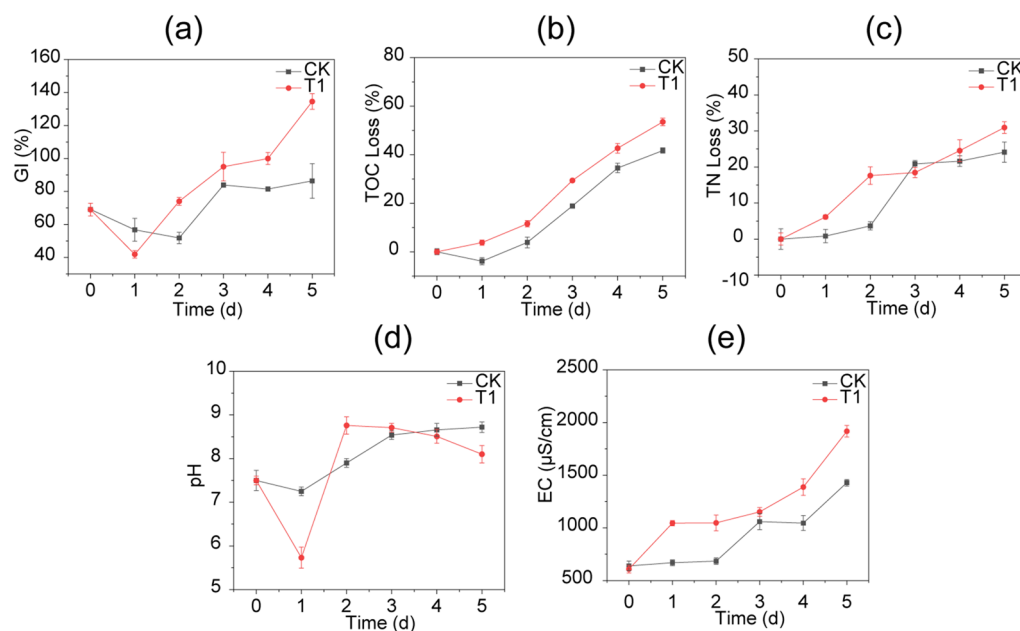 (a)
160
140
120
100
80
60
40
GI (%)
CK
T1
0 1 2 3 4 5
Time (d)
(b)
80
60
40
20
0
TOC Loss (%)
CK
T1
0 1 2 3 4 5
Time (d)
(c)
50
40
30
20
10
0
-10
TN Loss (%)
CK
T1
0 1 2 3 4 5
Time (d)
(d)
10
9
8
7
6
5
pH
CK
T1
0 1 2 3 4 5
Time (d)
(e)
2500
2000
1500
1000
500
EC (µS/cm)
CK
T1
0 1 2 3 4 5
Time (d)